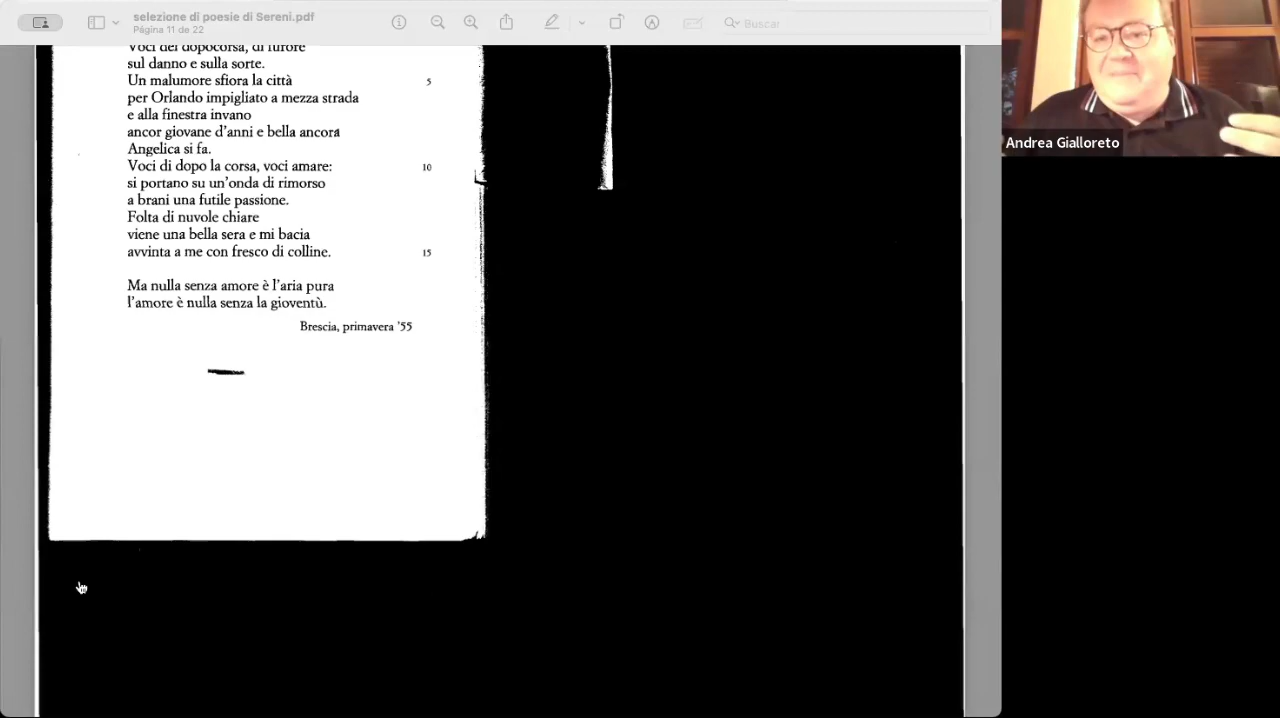 selezione di poesie di Sereni.pdf
Página 11 de 22
Buscar
Andrea Gialloreto
Voci del dopocorsa, di furore
sul danno e sulla sorte.
Un malumore sfiora la città 5
per Orlando impigliato a mezza strada
e alla finestra invano
ancor giovane d'anni e bella ancora
Angelica si fa.
Voci di dopo la corsa, voci amare: 10
si portano su un'onda di rimorso
a brani una futile passione.
Folta di nuvole chiare
viene una bella sera e mi bacia
avvinta a me con fresco di colline. 15
Ma nulla senza amore è l'aria pura
l'amore è nulla senza la gioventù.
Brescia, primavera '55